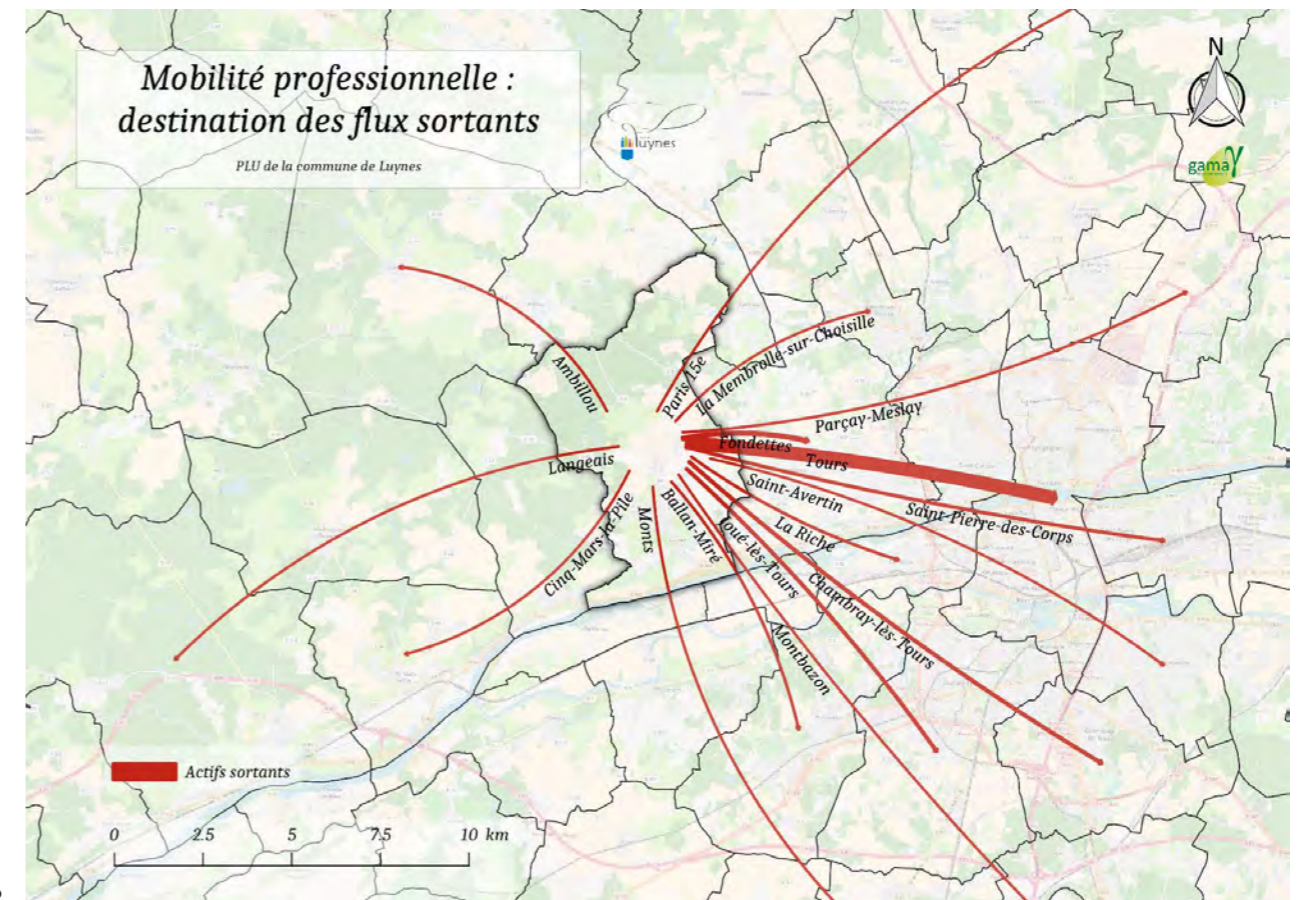 Mobilité professionnelle :
destination des flux sortants
PLU de la commune de Luynes
luynes
N
gama
Ambillou
Paris 15e
La Membrolle-sur-Choisille
Parçay-Meslay
Fondettes
Tours
Langeais
Saint-Avertin
Saint-Pierre-des-Corps
La Riche
Cinq-Mars-la-Pile
Monts
Ballan-Miré
Joué-lès-Tours
Chambray-lès-Tours
Montbazon
Actifs sortants
0 2.5 5 7.5 10 km